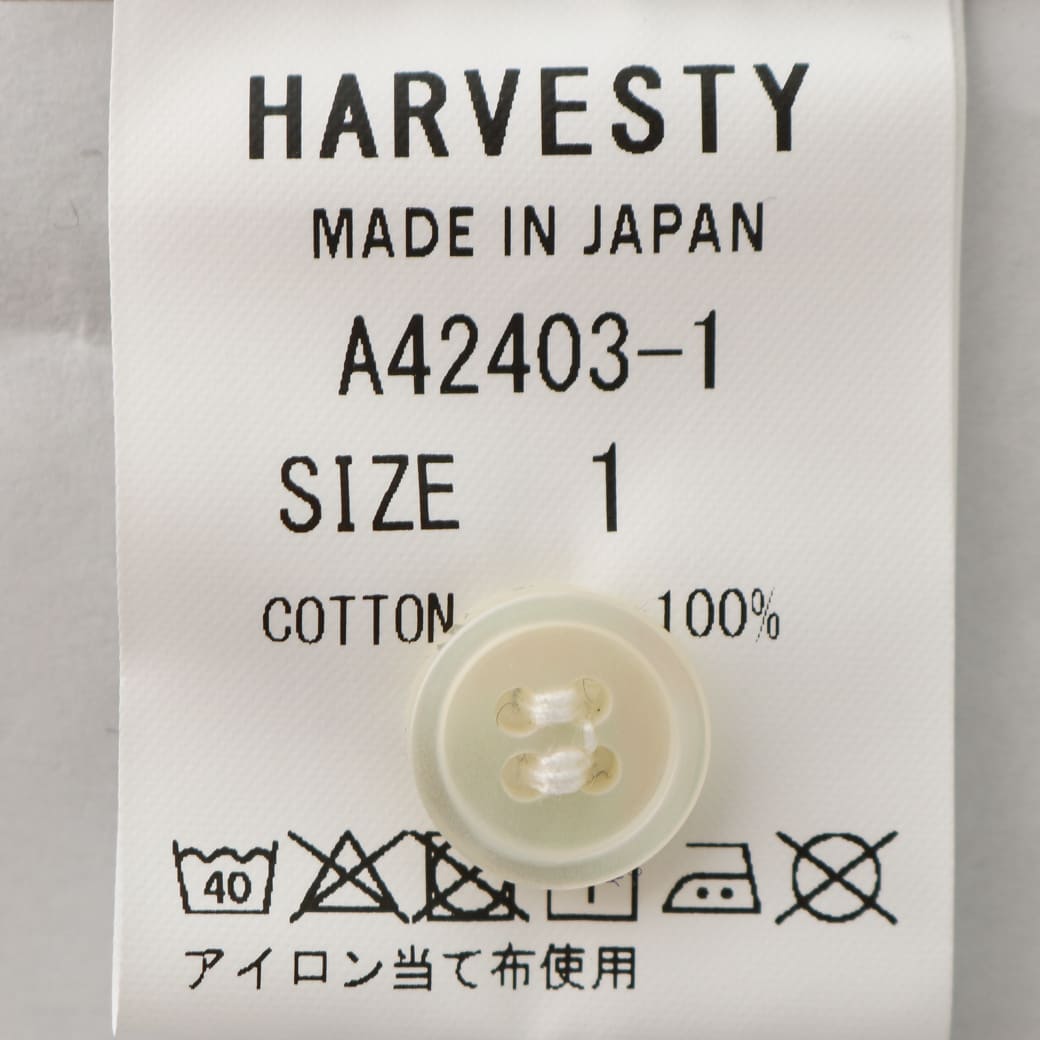 HARVESTY
MADE IN JAPAN
A42403-1
SIZE 1
COTTON 100%
40
アイロン当て布使用